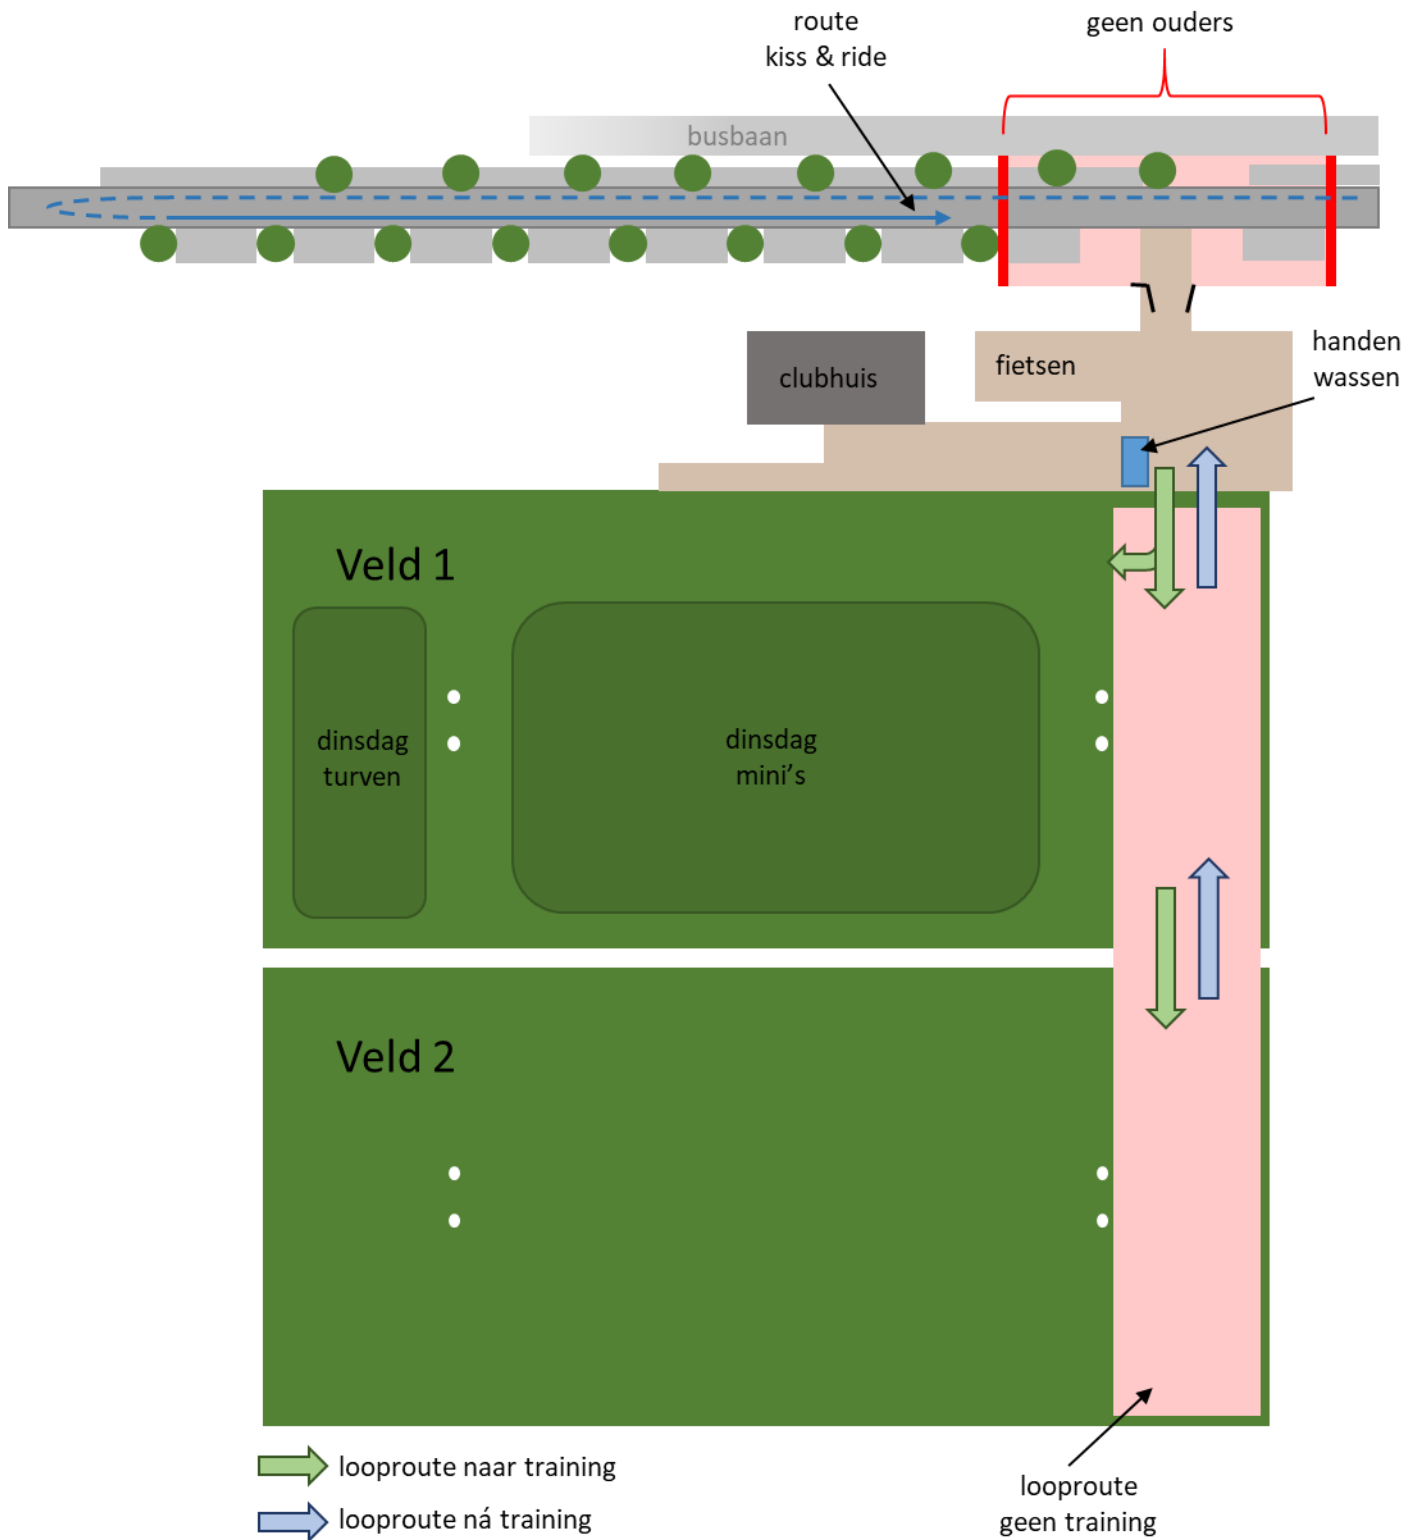 route
kiss & ride
geen ouders
busbaan
handen
wassen
clubhuis
fietsen
Veld 1
dinsdag
turven
dinsdag
mini's
Veld 2
looproute naar training
looproute ná training
looproute
geen training